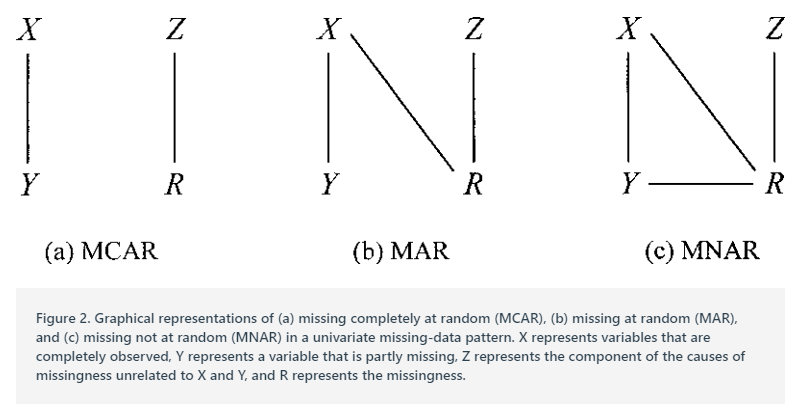 X Z X Z X Z
Y R Y R Y R
(a) MCAR (b) MAR (c) MNAR
Figure 2. Graphical representations of (a) missing completely at random (MCAR), (b) missing at random (MAR),
and (c) missing not at random (MNAR) in a univariate missing-data pattern. X represents variables that are
completely observed, Y represents a variable that is partly missing, Z represents the component of the causes of
missingness unrelated to X and Y, and R represents the missingness.